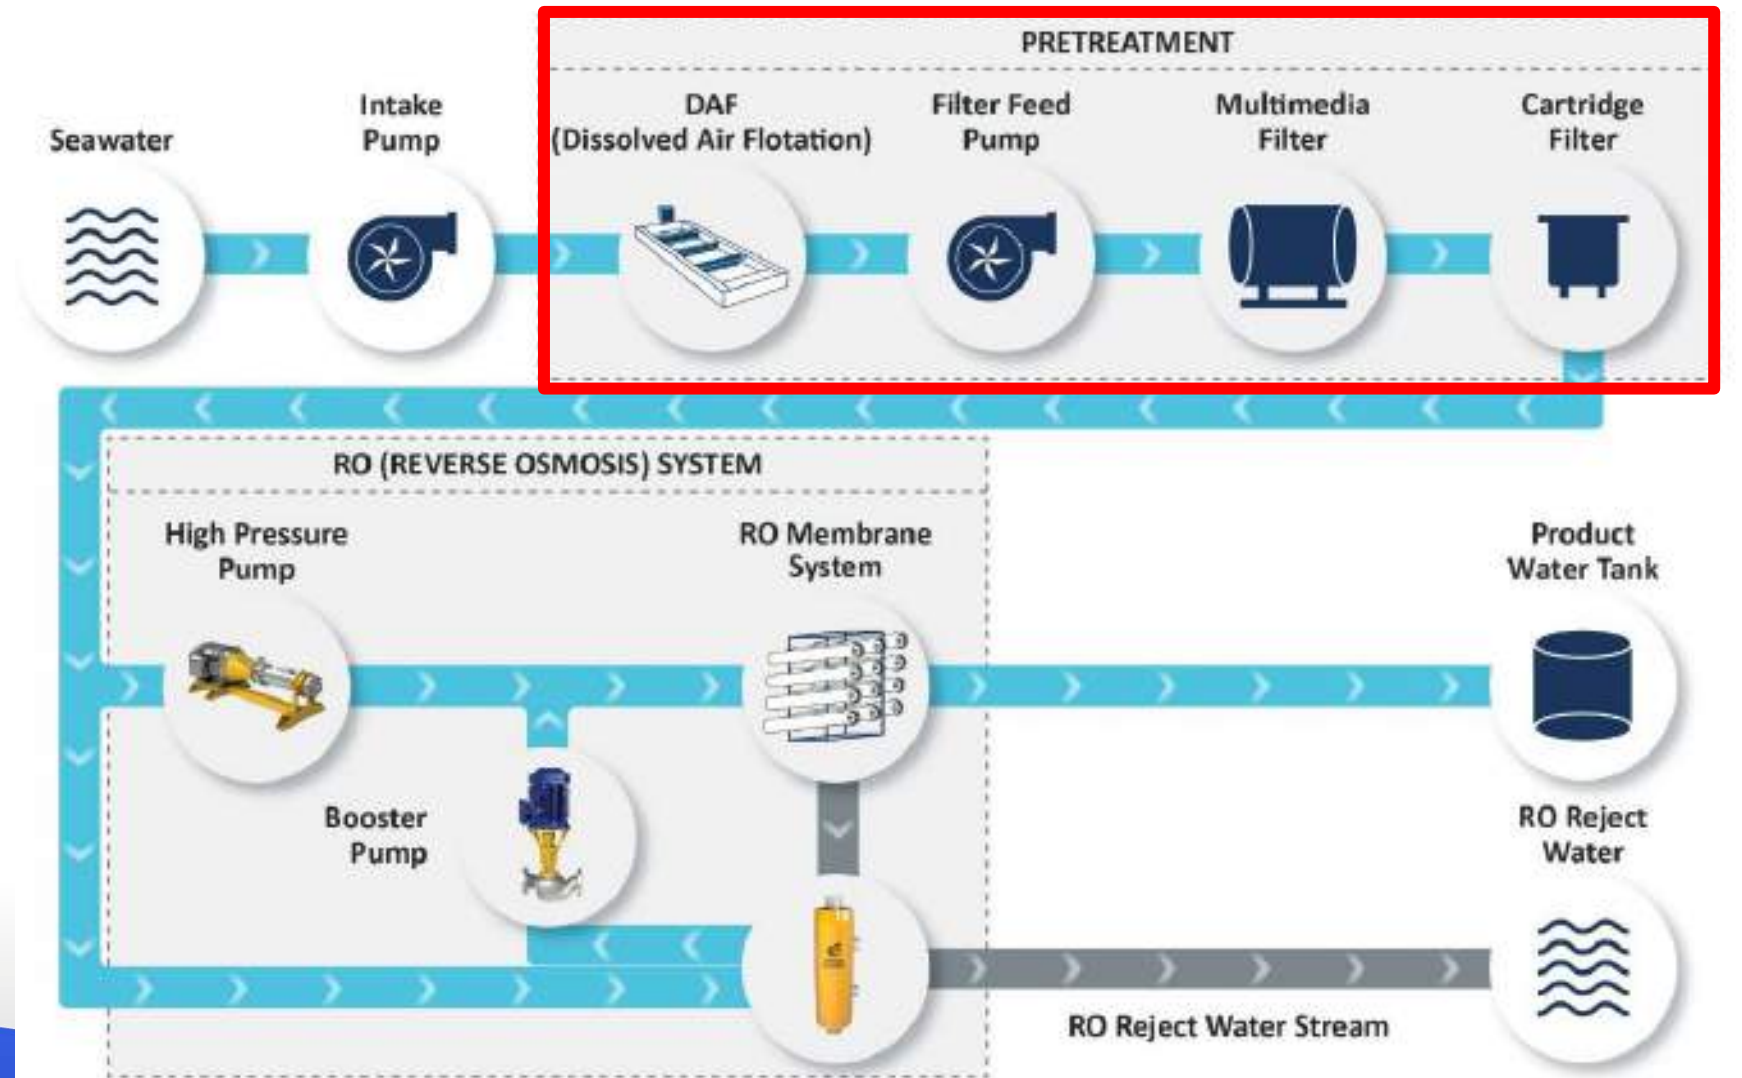 PRETREATMENT
Seawater
Intake
Pump
DAF
(Dissolved Air Flotation)
Filter Feed
Pump
Multimedia
Filter
Cartridge
Filter
RO (REVERSE OSMOSIS) SYSTEM
High Pressure
Pump
RO Membrane
System
Product
Water Tank
Booster
Pump
RO Reject
Water
RO Reject Water Stream